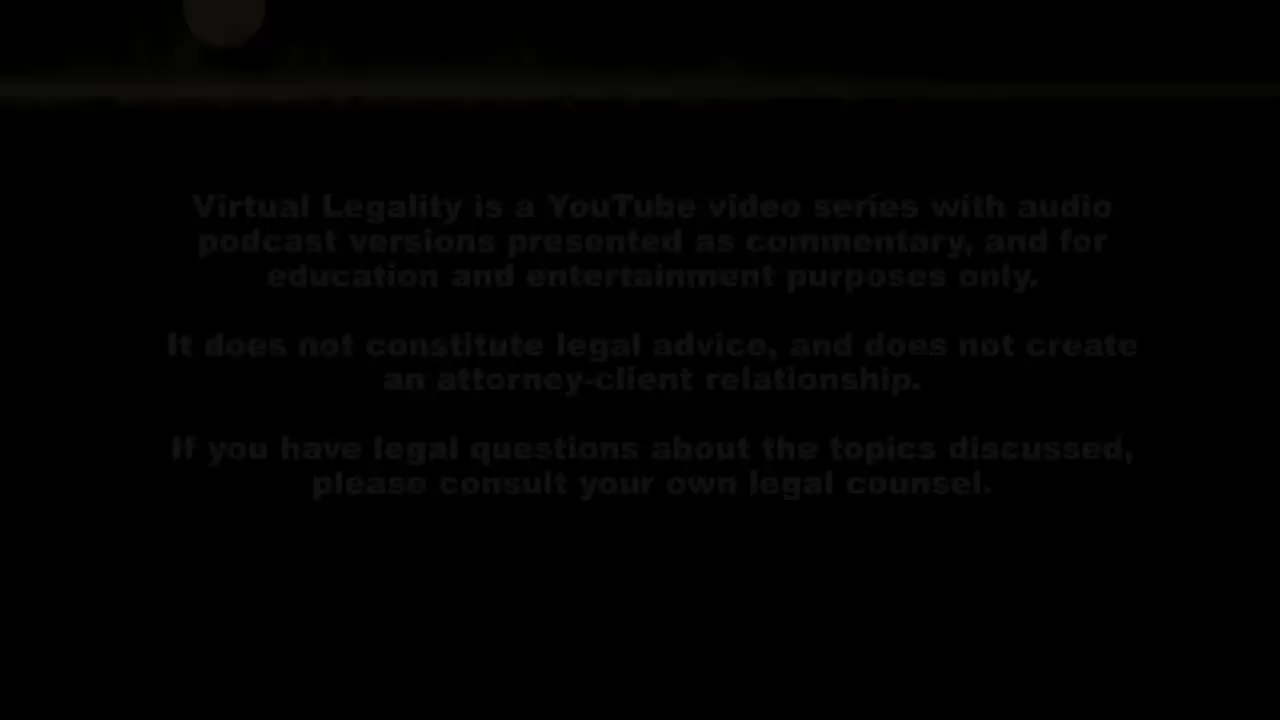 Virtual Legality is a YouTube video series with audio
podcast versions presented as commentary, and for
education and entertainment purposes only.
It does not constitute legal advice, and does not create
an attorney-client relationship.
If you have legal questions about the topics discussed,
please consult your own legal counsel.